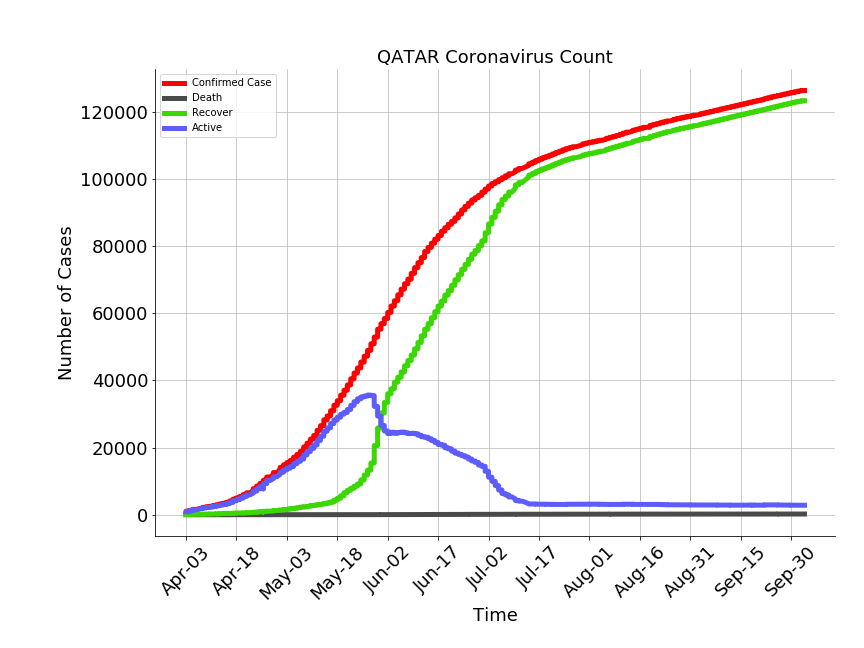 QATAR Coronavirus Count
Confirmed Case
Death
Recover
Active
Number of Cases
120000
100000
80000
60000
40000
20000
0
Apr-03
Apr-18
May-03
May-18
Jun-02
Jun-17
Jul-02
Jul-17
Aug-01
Aug-16
Aug-31
Sep-15
Sep-30
Time